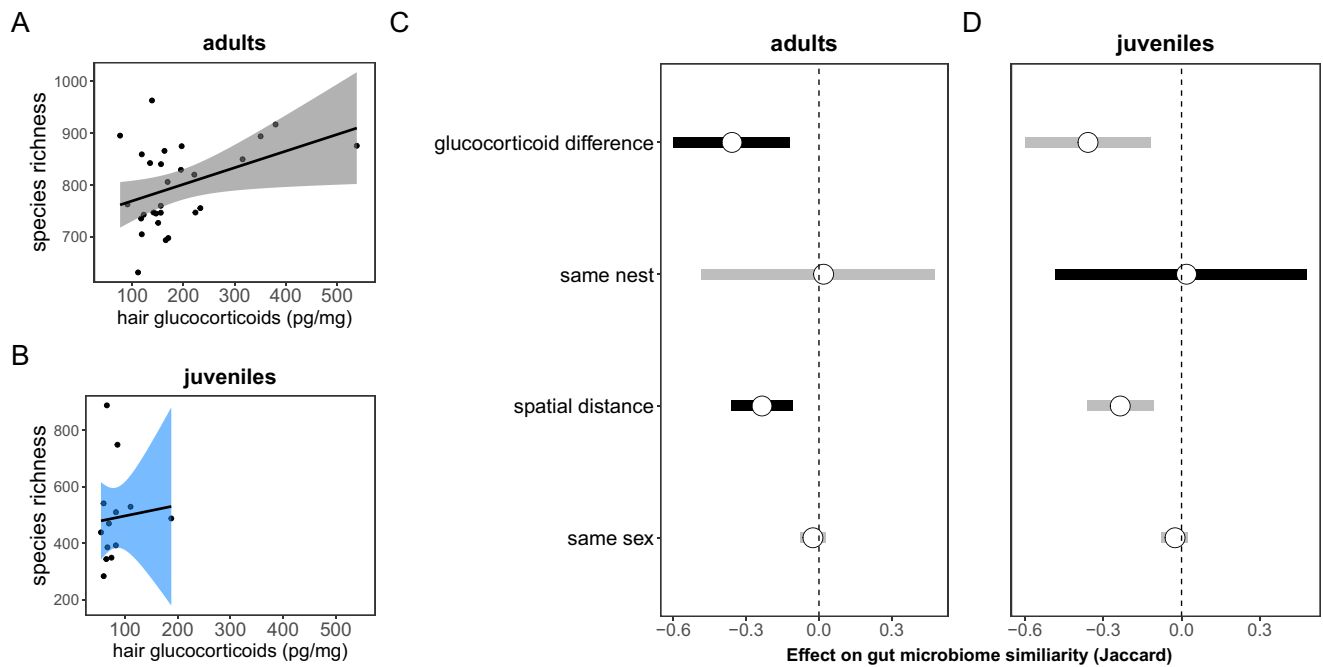 A
adults
species richness
1000
900
800
700
100 200 300 400 500
hair glucocorticoids (pg/mg)
B
juveniles
species richness
800
600
400
200
100 200 300 400 500
hair glucocorticoids (pg/mg)
C
adults
glucocorticoid difference
same nest
spatial distance
same sex
−0.6 −0.3 0.0 0.3
D
juveniles
−0.6 −0.3 0.0 0.3
Effect on gut microbiome similiarity (Jaccard)